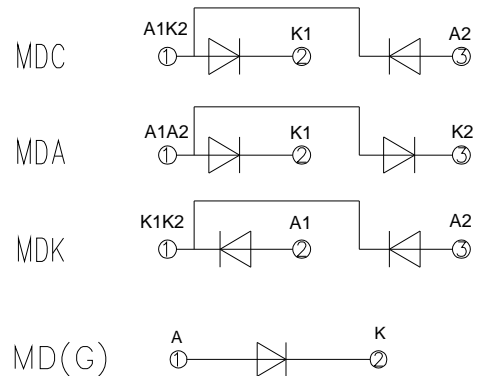 A1K2 K1 A2
MDC ① ② ③
A1A2 K1 K2
MDA ① ② ③
K1K2 A1 A2
MDK ① ② ③
A K
MD(G) ① ②